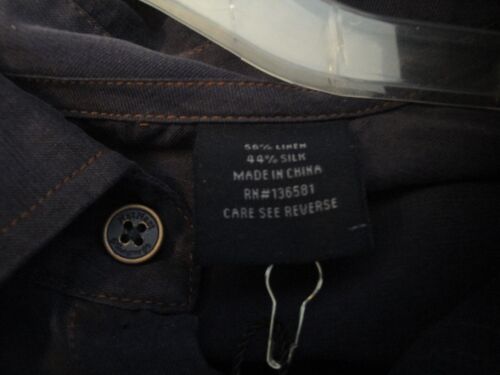 56% LINEN
44% SILK
MADE IN CHINA
RN#136581
CARE SEE REVERSE